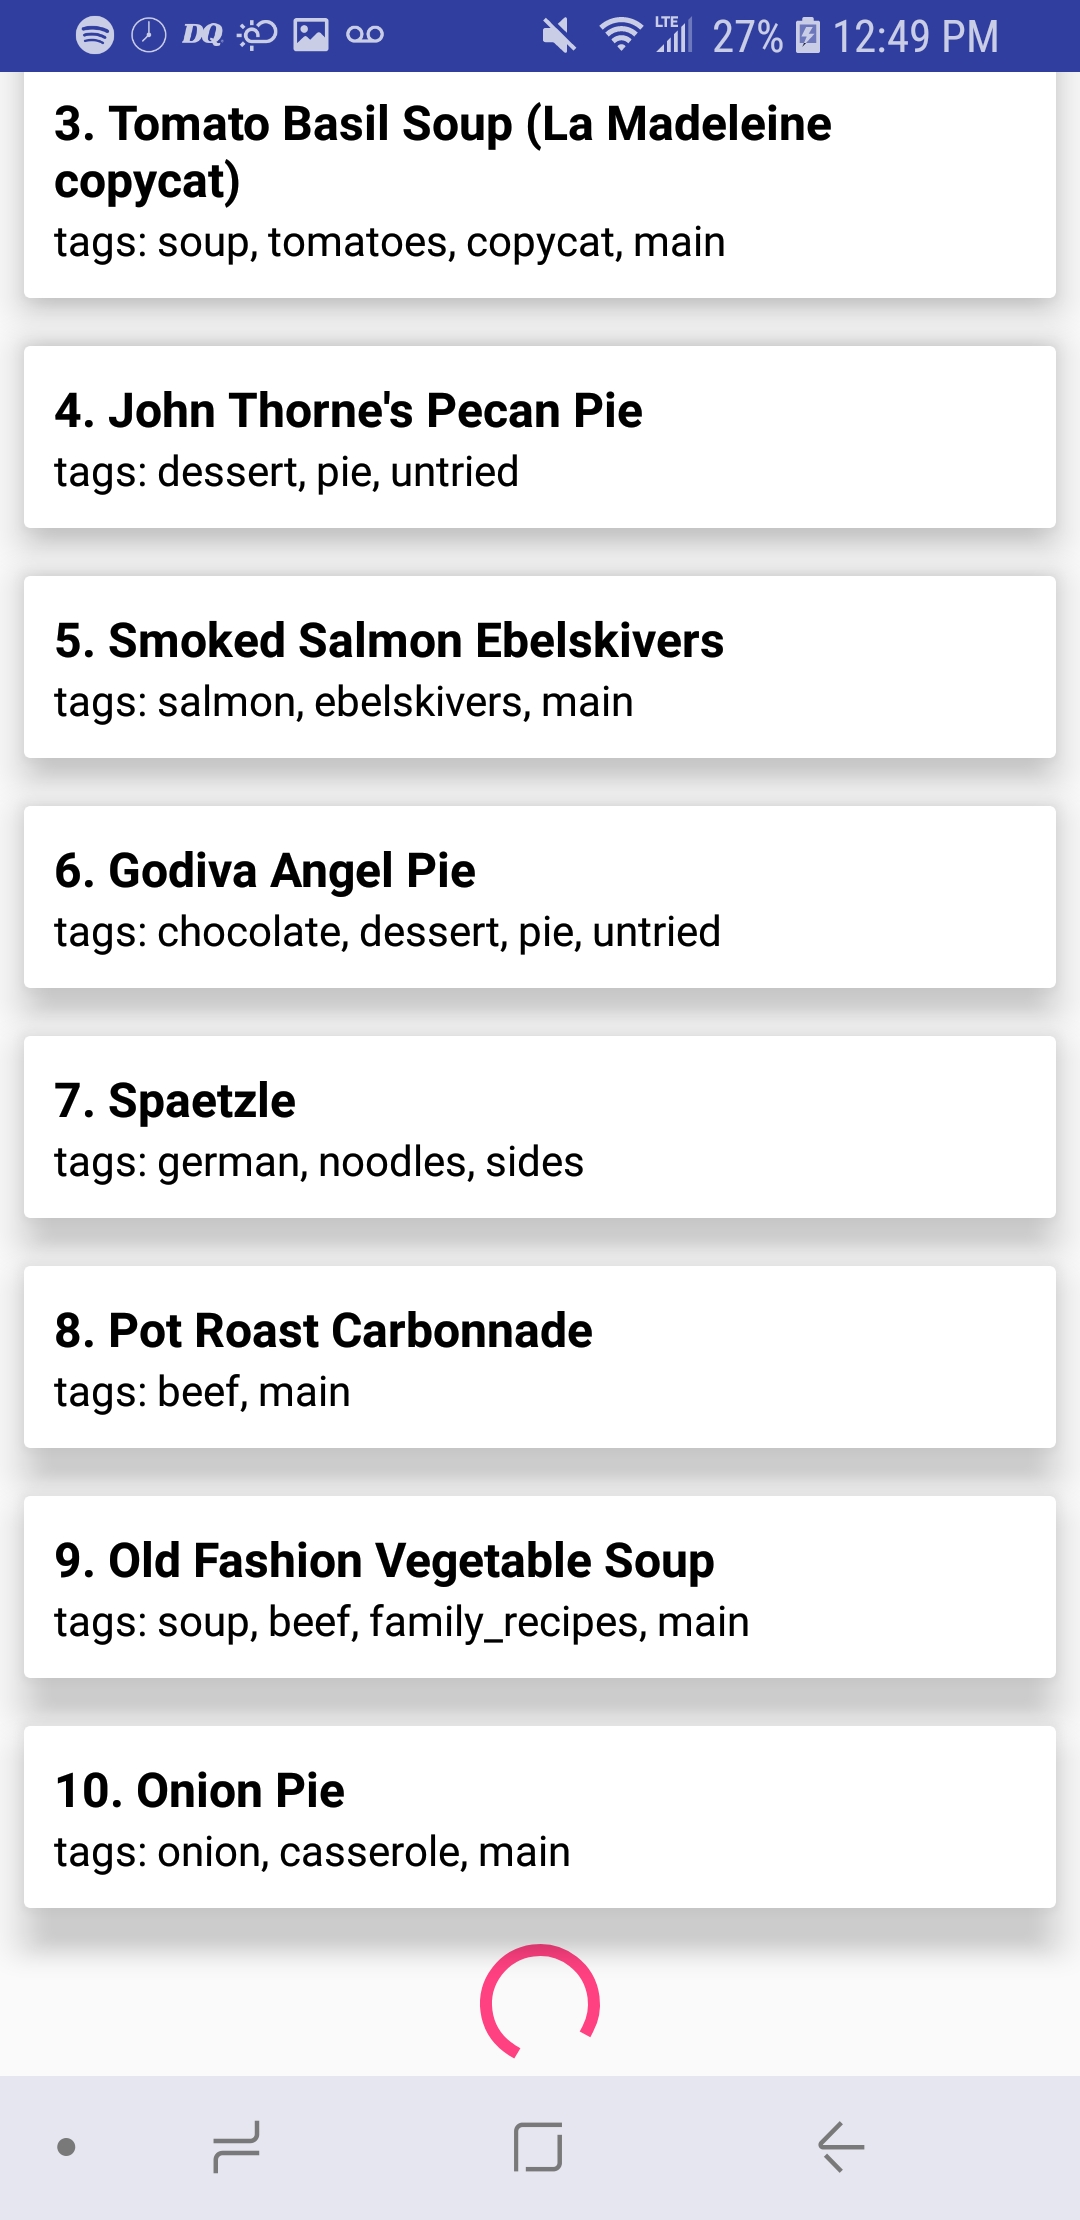 DQ LTE 27% 12:49 PM
3. Tomato Basil Soup (La Madeleine
copycat)
tags: soup, tomatoes, copycat, main
4. John Thorne's Pecan Pie
tags: dessert, pie, untried
5. Smoked Salmon Ebelskivers
tags: salmon, ebelskivers, main
6. Godiva Angel Pie
tags: chocolate, dessert, pie, untried
7. Spaetzle
tags: german, noodles, sides
8. Pot Roast Carbonnade
tags: beef, main
9. Old Fashion Vegetable Soup
tags: soup, beef, family_recipes, main
10. Onion Pie
tags: onion, casserole, main